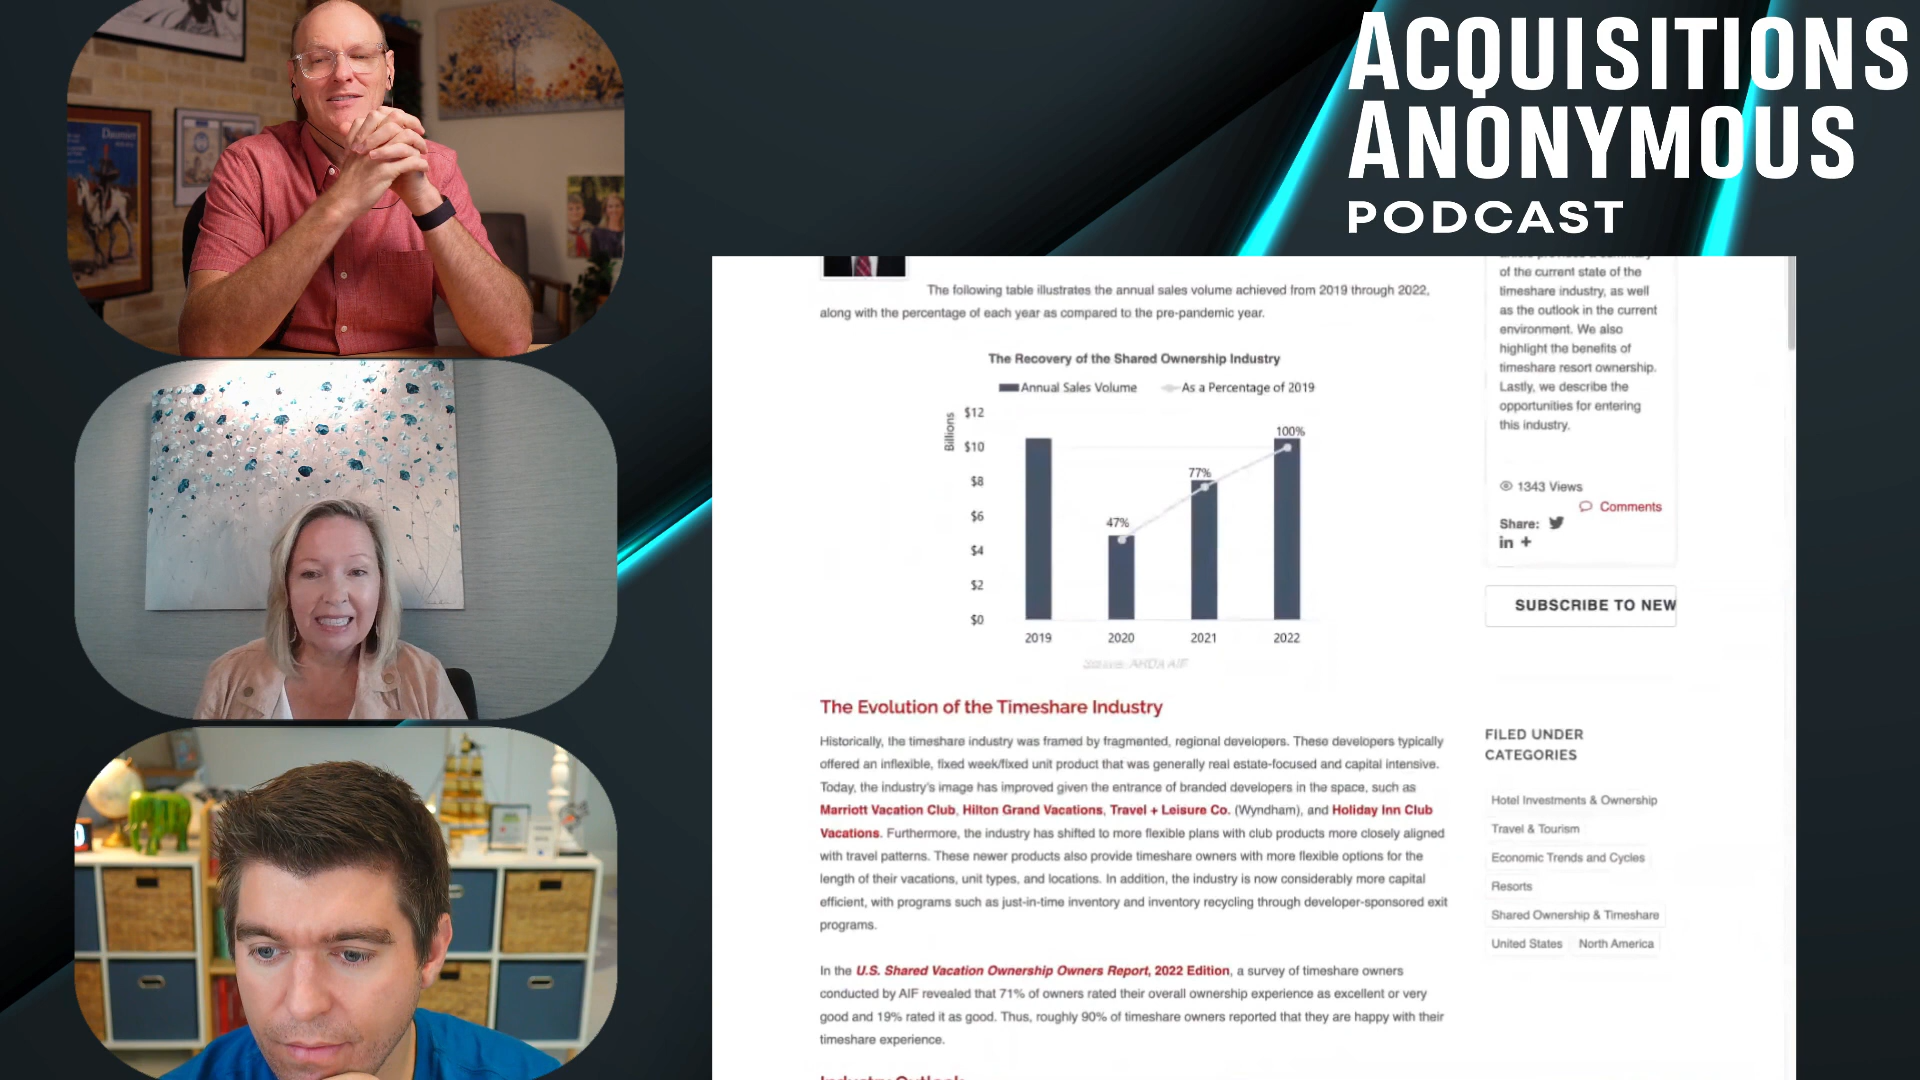 ACQUISITIONS
ANONYMOUS
PODCAST
Daumier
The following table illustrates the annual sales volume achieved from 2019 through 2022,
along with the percentage of each year as compared to the pre-pandemic year.
The Recovery of the Shared Ownership Industry
Annual Sales Volume
As a Percentage of 2019
Billions
$12
$10
$8
$6
$4
$2
$0
47%
77%
100%
2019
2020
2021
2022
Source: AHDA AIF
The Evolution of the Timeshare Industry
Historically, the timeshare industry was framed by fragmented, regional developers. These developers typically
offered an inflexible, fixed week/fixed unit product that was generally real estate-focused and capital intensive.
Today, the industry's image has improved given the entrance of branded developers in the space, such as
Marriott Vacation Club, Hilton Grand Vacations, Travel + Leisure Co. (Wyndham), and Holiday Inn Club
Vacations. Furthermore, the industry has shifted to more flexible plans with club products more closely aligned
with travel patterns. These newer products also provide timeshare owners with more flexible options for the
length of their vacations, unit types, and locations. In addition, the industry is now considerably more capital
efficient, with programs such as just-in-time inventory and inventory recycling through developer-sponsored exit
programs.
In the U.S. Shared Vacation Ownership Owners Report, 2022 Edition, a survey of timeshare owners
conducted by AIF revealed that 71% of owners rated their overall ownership experience as excellent or very
good and 19% rated it as good. Thus, roughly 90% of timeshare owners reported that they are happy with their
timeshare experience.
Industry Outlook
of the current state of the
timeshare industry, as well
as the outlook in the current
environment. We also
highlight the benefits of
timeshare resort ownership.
Lastly, we describe the
opportunities for entering
this industry.
1343 Views
Comments
Share:
in +
SUBSCRIBE TO NEW
FILED UNDER
CATEGORIES
Hotel Investments & Ownership
Travel & Tourism
Economic Trends and Cycles
Resorts
Shared Ownership & Timeshare
United States
North America